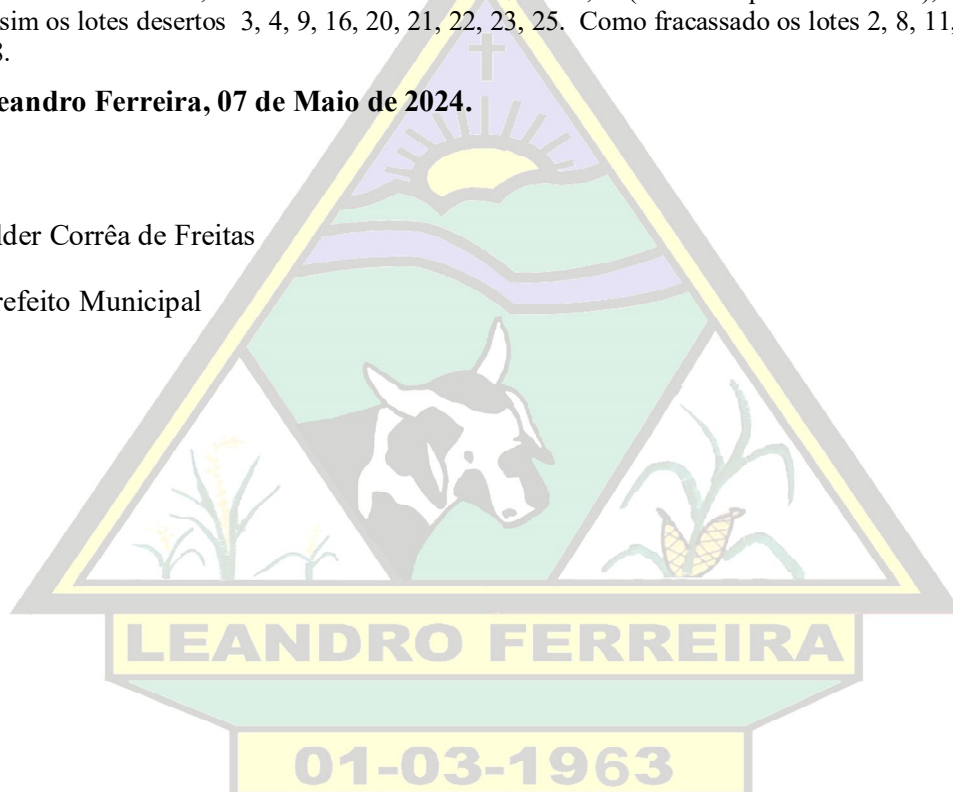 sim os lotes desertos 3, 4, 9, 16, 20, 21, 22, 23, 25. Como fracassado os lotes 2, 8, 11,
eandro Ferreira, 07 de Maio de 2024.
lder Corrêa de Freitas
refeito Municipal
LEANDRO FERREIRA
01-03-1963